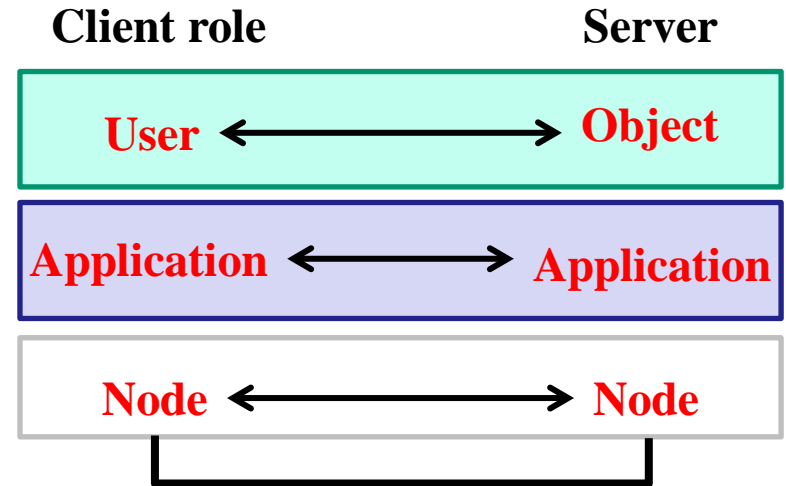 Client role Server
User Object
Application Application
Node Node